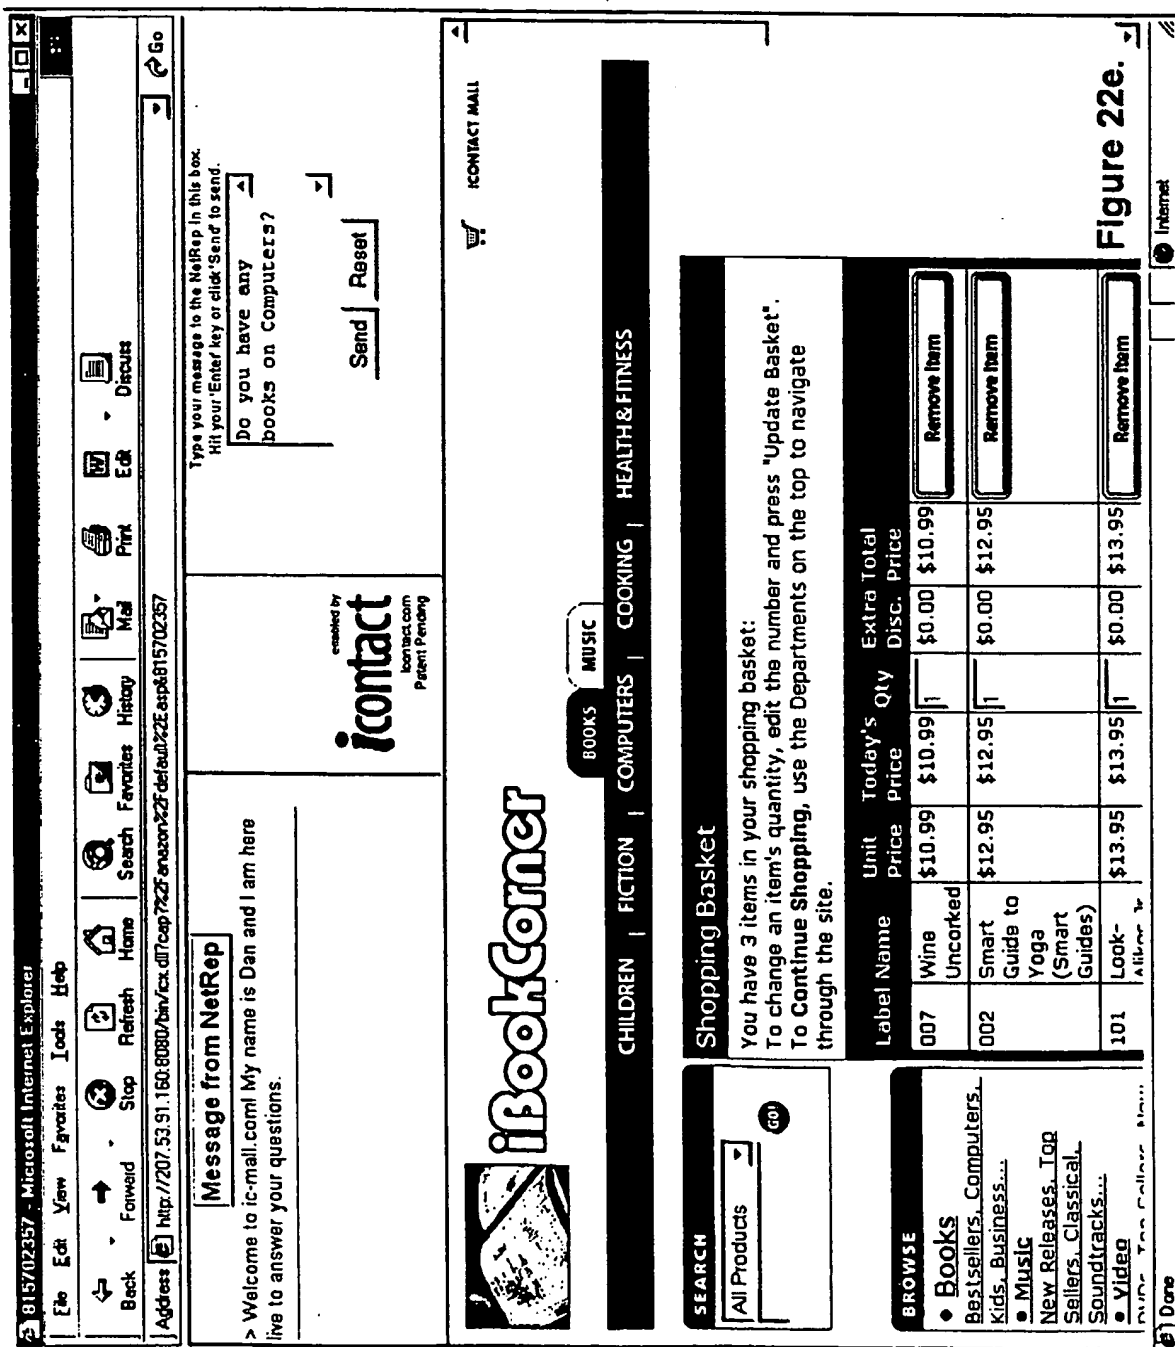 815702357 - Microsoft Internet Explorer
File Edit View Favorites Tools Help
Back Forward Stop Refresh Home Search Favorites History Mail Print Edit Discuss
Address http://207.53.91.160:8080/bin/icx.dll?cap?%2Fanazon%2Fdefault%2Easp&815702357 Go
Message from NetRep
> Welcome to ic-mall.com! My name is Dan and I am here
live to answer your questions.
enabled by
icontact
icontact.com
Patent Pending
Type your message to the NetRep in this box.
Hit your 'Enter' key or click 'Send' to send.
Do you have any
books on Computers?
Send Reset
iBookCorner
ICONTACT MALL
BOOKS MUSIC
CHILDREN | FICTION | COMPUTERS | COOKING | HEALTH & FITNESS
SEARCH
All Products
GO!
BROWSE
• Books
Bestsellers, Computers,
Kids, Business...
• Music
New Releases, Top
Sellers, Classical,
Soundtracks...
• Video
Shopping Basket
You have 3 items in your shopping basket:
To change an item's quantity, edit the number and press "Update Basket".
To Continue Shopping, use the Departments on the top to navigate
through the site.
Label Name Unit Price Today's Price Qty Extra Disc. Total Price
007 Wine Uncorked $10.99 $10.99 1 $0.00 $10.99 Remove Item
002 Smart Guide to Yoga (Smart Guides) $12.95 $12.95 1 $0.00 $12.95 Remove Item
101 Look- $13.95 $13.95 1 $0.00 $13.95 Remove Item
Figure 22e.
Done Internet